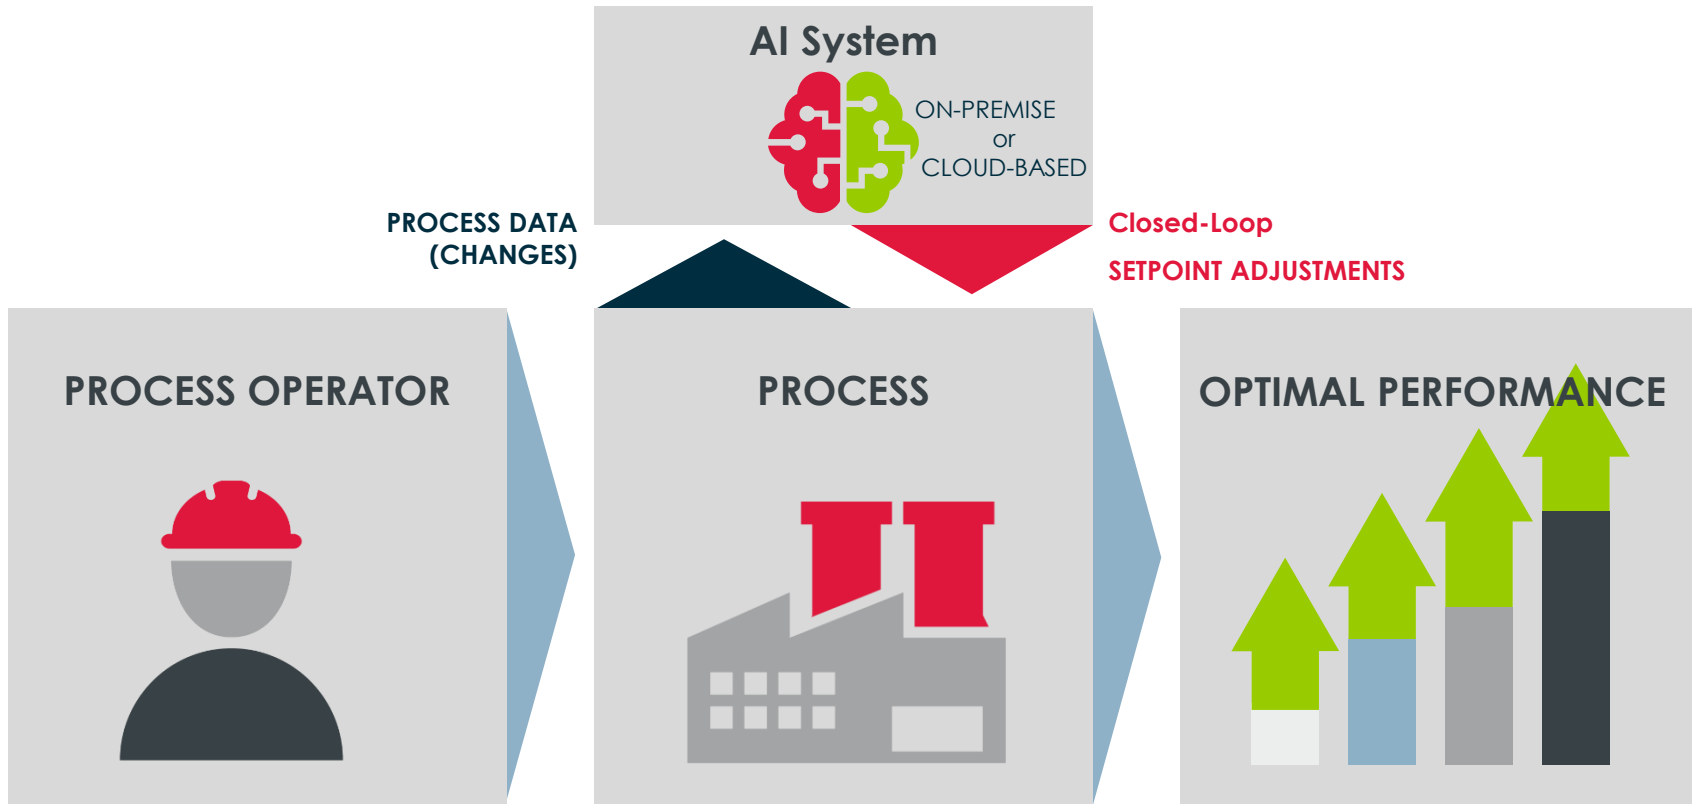 AI System
ON-PREMISE
or
CLOUD-BASED
PROCESS DATA
(CHANGES)
Closed-Loop
SETPOINT ADJUSTMENTS
PROCESS OPERATOR
PROCESS
OPTIMAL PERFORMANCE